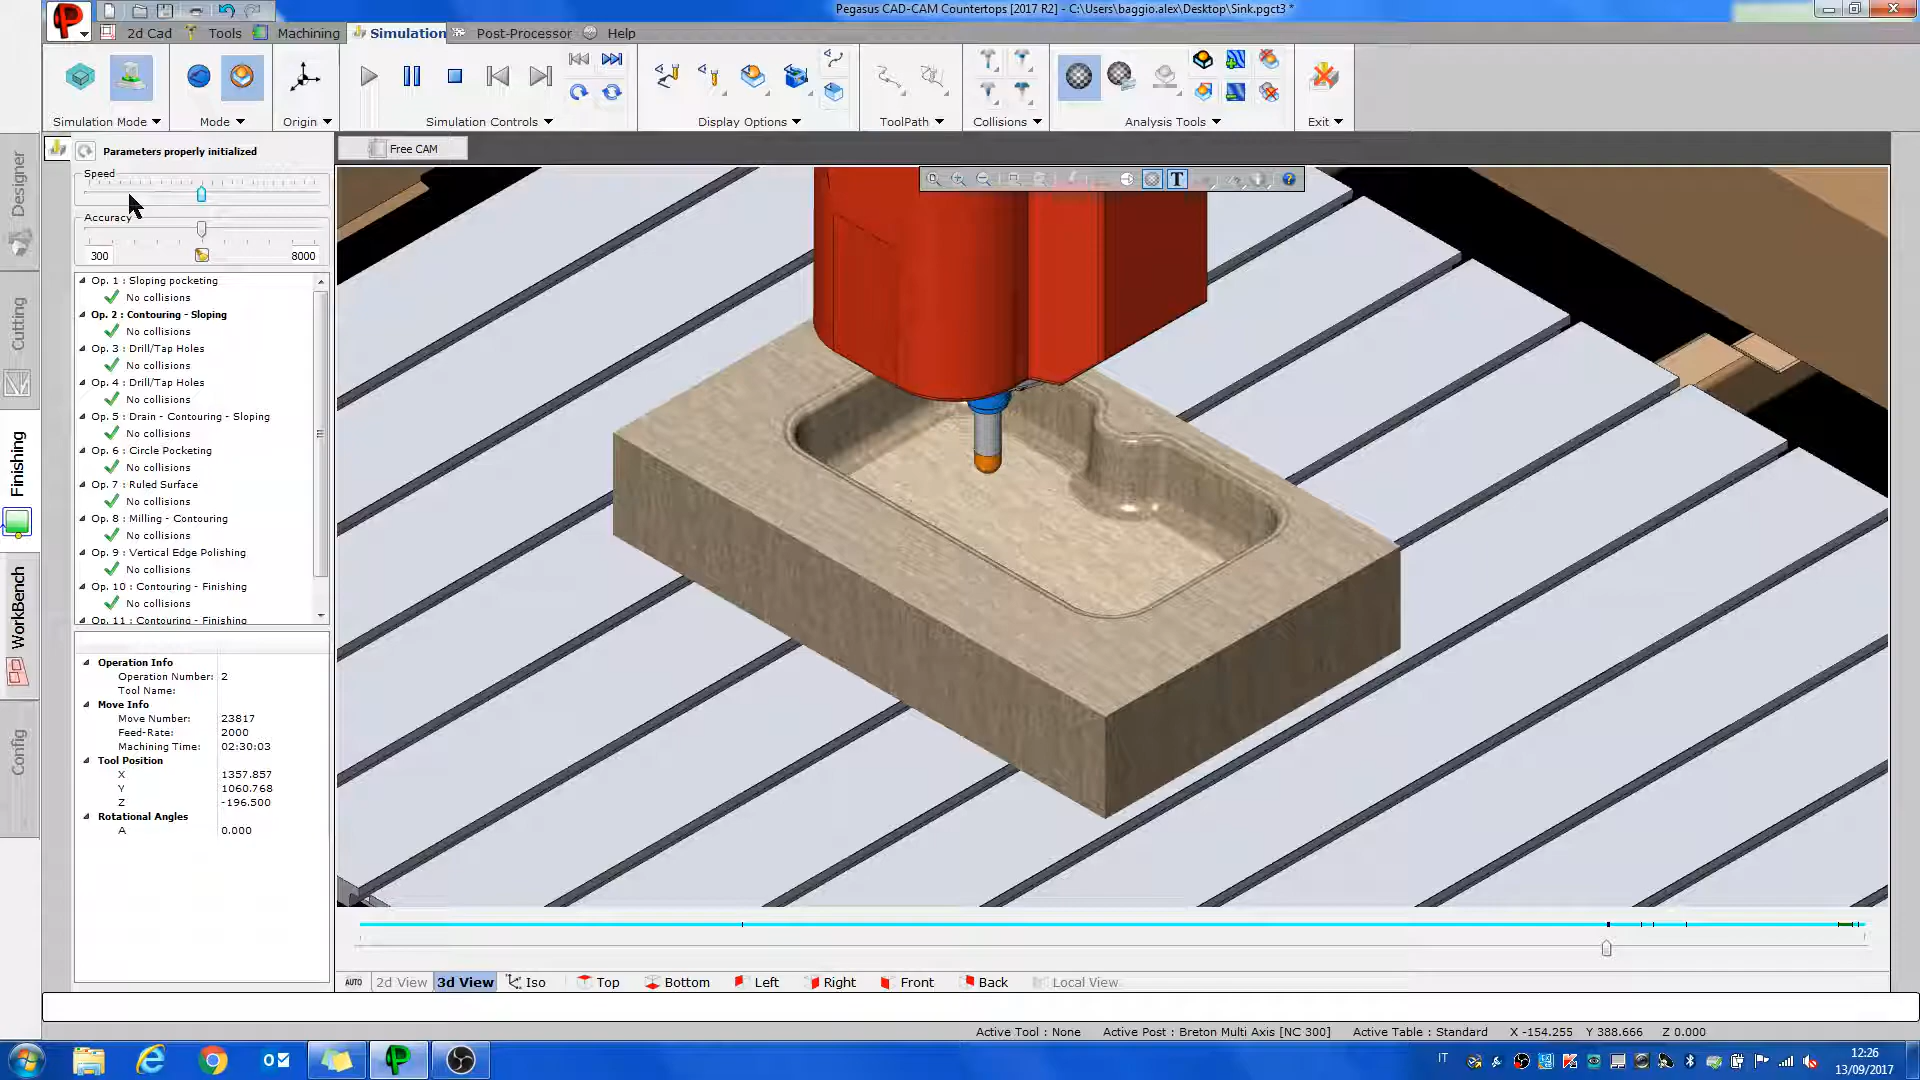 Pegasus CAD-CAM Countertops [2017 R2] - C:\Users\baggio.alex\Desktop\Sink.pgct3 *
2d Cad Tools Machining Simulation Post-Processor Help
Simulation Mode Mode Origin Simulation Controls Display Options ToolPath Collisions Analysis Tools Exit
Parameters properly initialized
Free CAM
Speed
Accuracy
300 8000
T
Op. 1 : Sloping pocketing
No collisions
Op. 2 : Contouring - Sloping
No collisions
Op. 3 : Drill/Tap Holes
No collisions
Op. 4 : Drill/Tap Holes
No collisions
Op. 5 : Drain - Contouring - Sloping
No collisions
Op. 6 : Circle Pocketing
No collisions
Op. 7 : Ruled Surface
No collisions
Op. 8 : Milling - Contouring
No collisions
Op. 9 : Vertical Edge Polishing
No collisions
Op. 10 : Contouring - Finishing
No collisions
Op. 11 : Contouring - Finishing
Operation Info
Operation Number: 2
Tool Name:
Move Info
Move Number: 23817
Feed-Rate: 2000
Machining Time: 02:30:03
Tool Position
X 1357.857
Y 1060.768
Z -196.500
Rotational Angles
A 0.000
Designer
Cutting
Finishing
WorkBench
Config
AUTO 2d View 3d View Iso Top Bottom Left Right Front Back Local View
Active Tool : None Active Post : Breton Multi Axis [NC 300] Active Table : Standard X -154.255 Y 388.666 Z 0.000
IT
12:26
13/09/2017